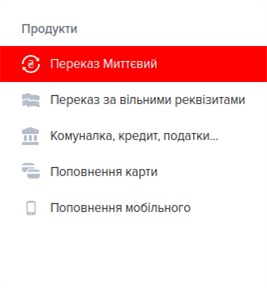 Продукти
Переказ Миттєвий
Переказ за вільними реквізитами
Комуналка, кредит, податки...
Поповнення карти
Поповнення мобільного